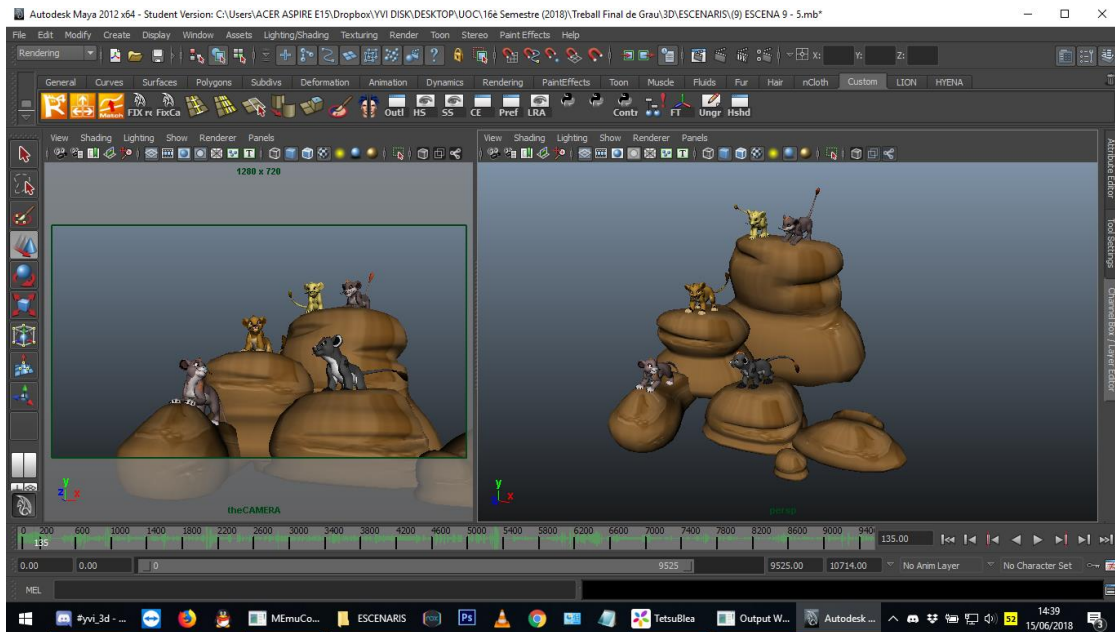 Autodesk Maya 2012 x64 - Student Version: C:\Users\ACER ASPIRE E15\Dropbox\YVI DISK\DESKTOP\UOC\16è Semestre (2018)\Treball Final de Grau\3D\ESCENARIS\(9) ESCENA 9 - 5.mb*
File Edit Modify Create Display Window Assets Lighting/Shading Texturing Render Toon Stereo Paint Effects Help
Rendering X: Y: Z:
General Curves Surfaces Polygons Subdivs Deformation Animation Dynamics Rendering PaintEffects Toon Muscle Fluids Fur Hair nCloth Custom LION HYENA
Match FIX re FixCa Outl HS SS CE Pref LRA Contr FT Ungr Hshd
View Shading Lighting Show Renderer Panels
View Shading Lighting Show Renderer Panels
1280 x 720
Attribute Editor
Tool Settings
Channel Box / Layer Editor
y
z x
theCAMERA
y
x
persp
0 200 600 1000 1400 1800 2200 2600 3000 3400 3800 4200 4600 5000 5400 5800 6200 6600 7000 7400 7800 8200 8600 9000 940
135 135.00
0.00 0.00 0 9525 9525.00 10714.00 No Anim Layer No Character Set
MEL
#yvi_3d - ... MEmuCo... ESCENARIS Ps TetsuBlea Output W... Autodesk ... 52 14:39
15/06/2018 3